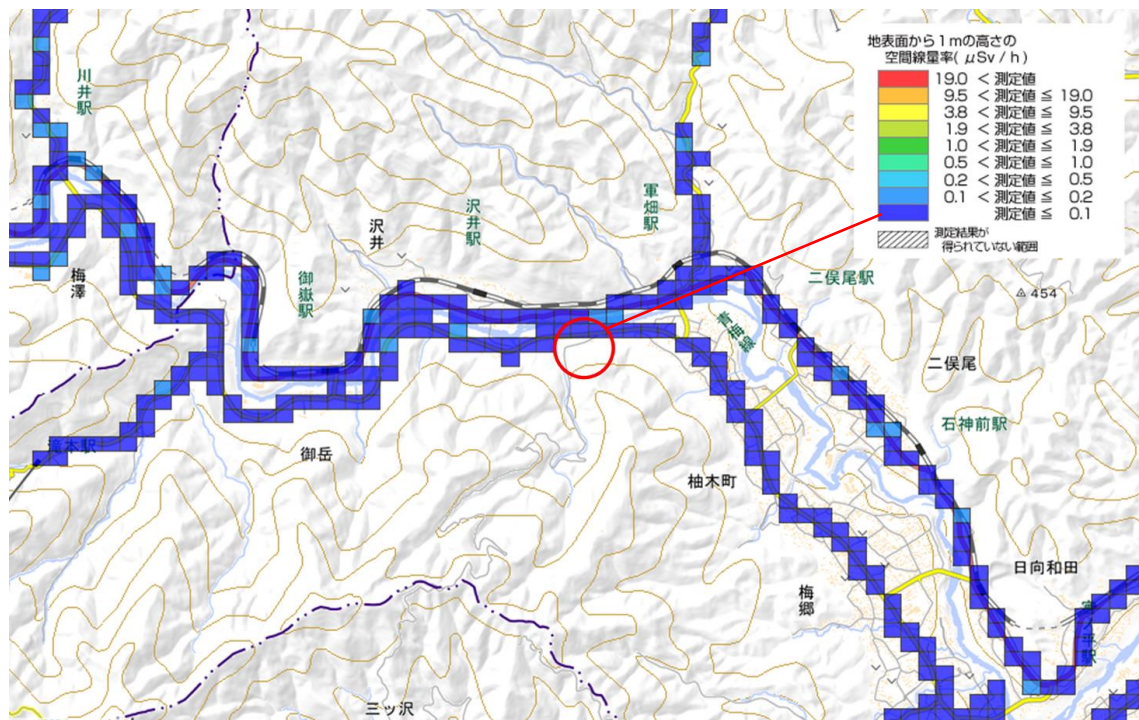 地表面から1mの高さの
空間線量率( μSv / h )
19.0 < 測定値
9.5 < 測定値 ≦ 19.0
3.8 < 測定値 ≦ 9.5
1.9 < 測定値 ≦ 3.8
1.0 < 測定値 ≦ 1.9
0.5 < 測定値 ≦ 1.0
0.2 < 測定値 ≦ 0.5
0.1 < 測定値 ≦ 0.2
測定値 ≦ 0.1
測定結果が
得られていない範囲
川井駅
梅澤
御嶽駅
沢井
沢井駅
軍畑駅
二俣尾駅
454
青梅線
二俣尾
石神前駅
滝本駅
御岳
柚木町
日向和田
梅郷
三ッ沢